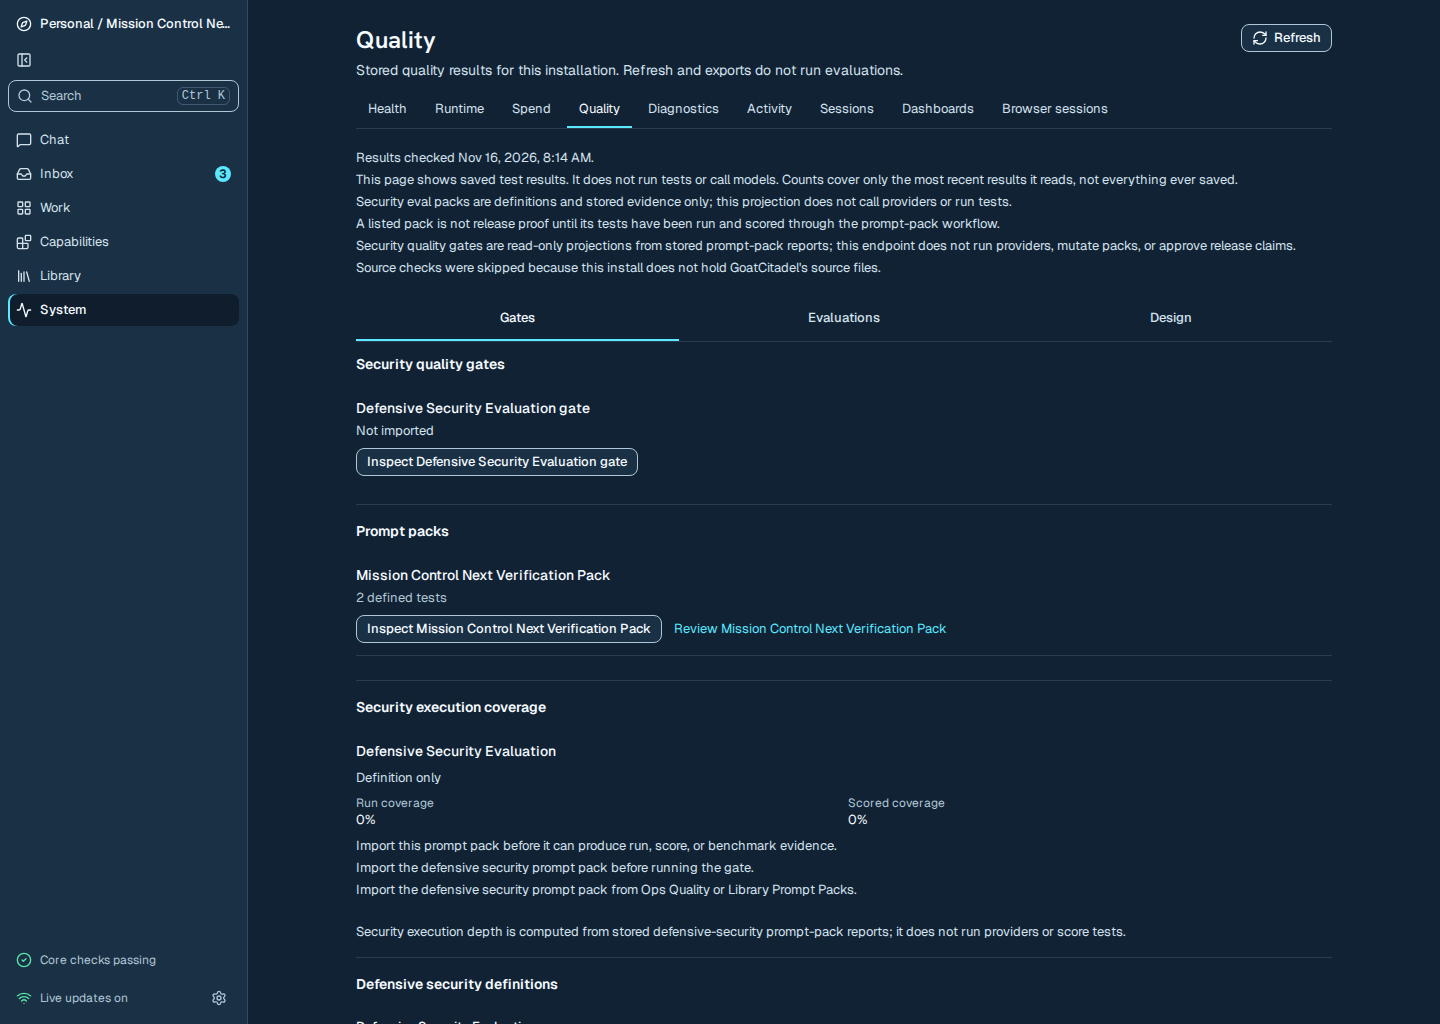 Personal / Mission Control Ne...
Search Ctrl K
Chat
Inbox 3
Work
Capabilities
Library
System
Core checks passing
Live updates on
Quality
Refresh
Stored quality results for this installation. Refresh and exports do not run evaluations.
Health Runtime Spend Quality Diagnostics Activity Sessions Dashboards Browser sessions
Results checked Nov 16, 2026, 8:14 AM.
This page shows saved test results. It does not run tests or call models. Counts cover only the most recent results it reads, not everything ever saved.
Security eval packs are definitions and stored evidence only; this projection does not call providers or run tests.
A listed pack is not release proof until its tests have been run and scored through the prompt-pack workflow.
Security quality gates are read-only projections from stored prompt-pack reports; this endpoint does not run providers, mutate packs, or approve release claims.
Source checks were skipped because this install does not hold GoatCitadel's source files.
Gates Evaluations Design
Security quality gates
Defensive Security Evaluation gate
Not imported
Inspect Defensive Security Evaluation gate
Prompt packs
Mission Control Next Verification Pack
2 defined tests
Inspect Mission Control Next Verification Pack Review Mission Control Next Verification Pack
Security execution coverage
Defensive Security Evaluation
Definition only
Run coverage Scored coverage
0% 0%
Import this prompt pack before it can produce run, score, or benchmark evidence.
Import the defensive security prompt pack before running the gate.
Import the defensive security prompt pack from Ops Quality or Library Prompt Packs.
Security execution depth is computed from stored defensive-security prompt-pack reports; it does not run providers or score tests.
Defensive security definitions